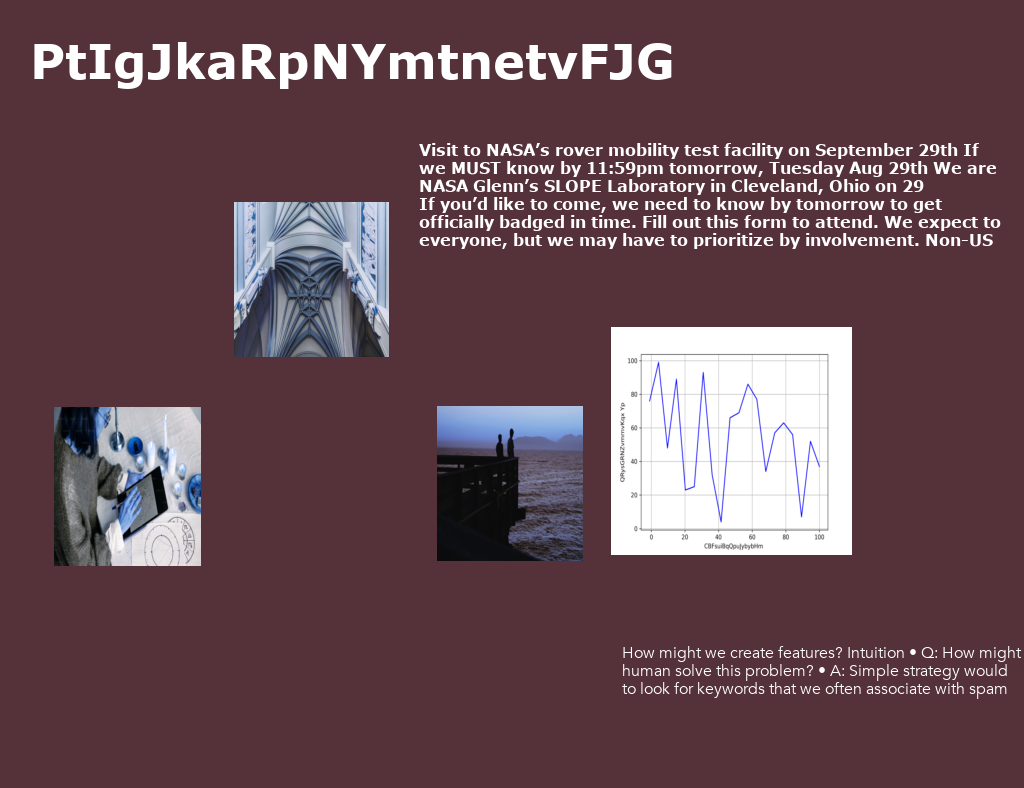 PtIgJkaRpNYmtnetvFJG
Visit to NASA’s rover mobility test facility on September 29th If
we MUST know by 11:59pm tomorrow, Tuesday Aug 29th We are
NASA Glenn’s SLOPE Laboratory in Cleveland, Ohio on 29
If you’d like to come, we need to know by tomorrow to get
officially badged in time. Fill out this form to attend. We expect to
everyone, but we may have to prioritize by involvement. Non-US
100
80
60
40
20
0
0 20 40 60 80 100
How might we create features? Intuition • Q: How might
human solve this problem? • A: Simple strategy would
to look for keywords that we often associate with spam